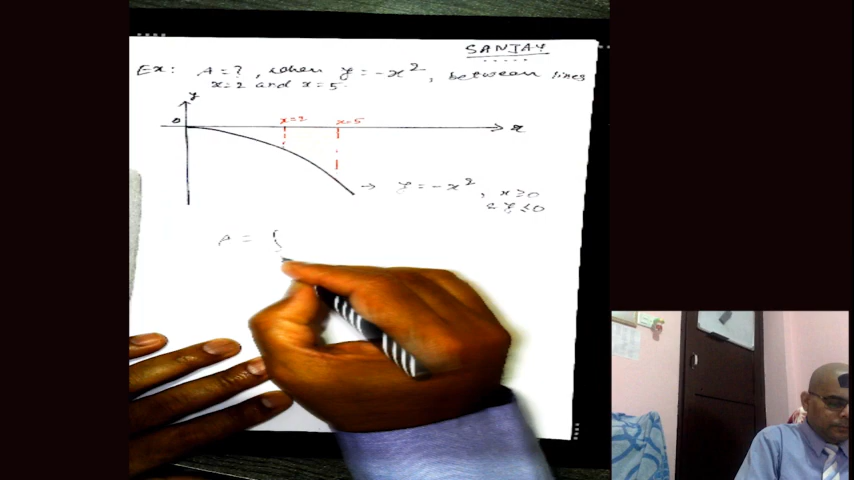 SANJAY
Ex: A = ?, when y = -x², between lines
x=2 and x=5.
y
0 x=2 x=5 x
→ y = -x², x ≥ 0
& y ≤ 0
A = (